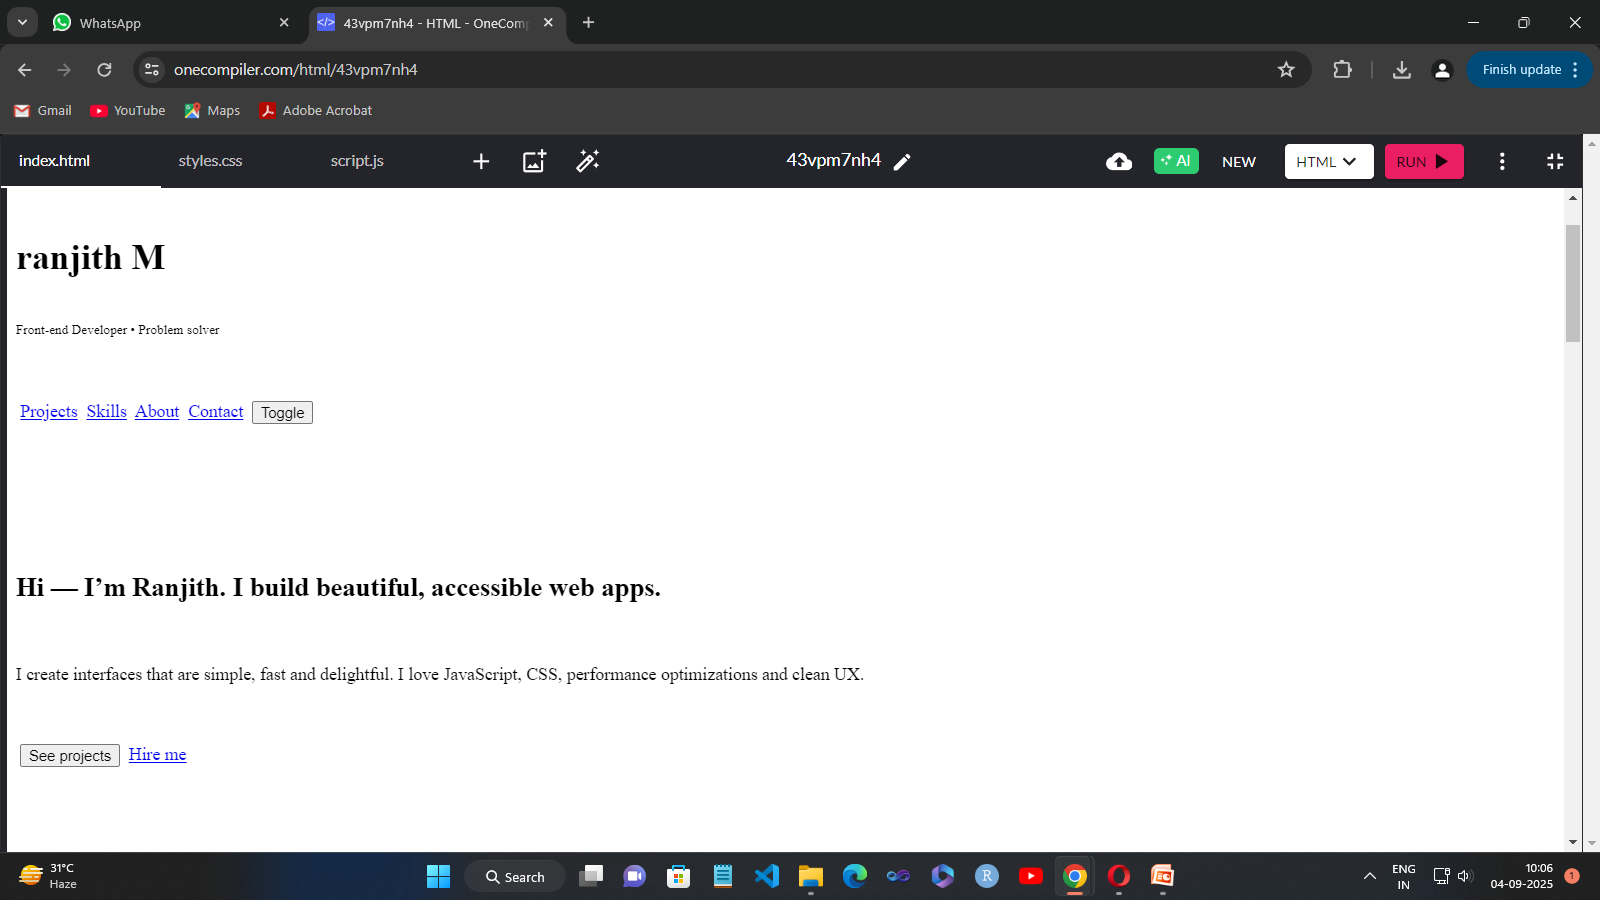 WhatsApp
43vpm7nh4 - HTML - OneComp
onecompiler.com/html/43vpm7nh4
Finish update
Gmail
YouTube
Maps
Adobe Acrobat
index.html
styles.css
script.js
43vpm7nh4
AI
NEW
HTML
RUN
ranjith M
Front-end Developer • Problem solver
Projects Skills About Contact Toggle
Hi — I’m Ranjith. I build beautiful, accessible web apps.
I create interfaces that are simple, fast and delightful. I love JavaScript, CSS, performance optimizations and clean UX.
See projects Hire me
31°C
Haze
Search
R
ENG
IN
10:06
04-09-2025
1